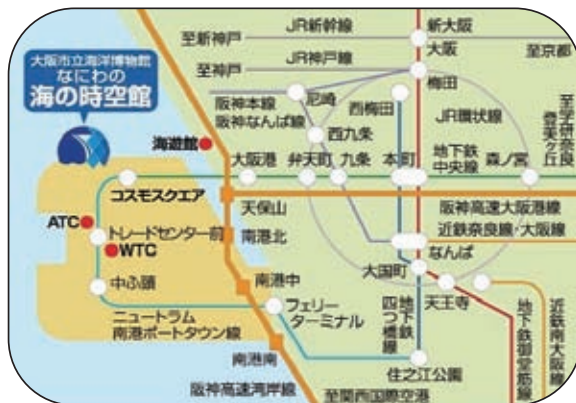 JR新幹線
新大阪
至新神戸
大阪
至京都
JR神戸線
至神戸
梅田
大阪市立海洋博物館
なにわの
海の時空館
阪神本線
阪神なんば線
尼崎
西梅田
JR環状線
至学研奈良
登美ヶ丘
西九条
海遊館
大阪港
弁天町
九条
本町
地下鉄
中央線
森ノ宮
コスモスクエア
天保山
阪神高速大阪港線
ATC
トレードセンター前
WTC
南港北
近鉄奈良線・大阪線
なんば
中ふ頭
南港中
大国町
天王寺
ニュートラム
南港ポートタウン線
フェリー
ターミナル
地下鉄
四つ橋線
地下鉄御堂筋線
近鉄南大阪線
南港南
住之江公園
阪神高速湾岸線
至関西国際空港